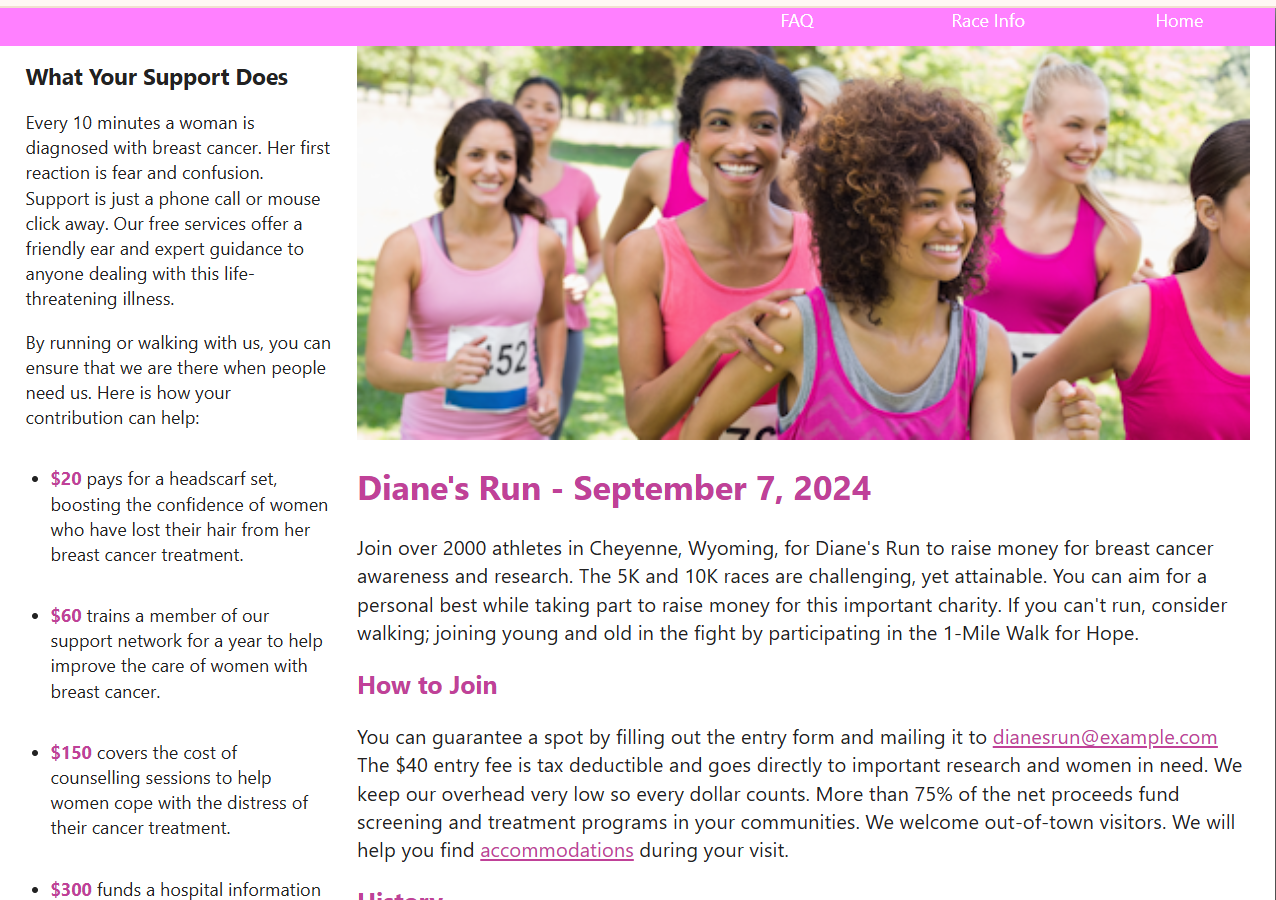 FAQ Race Info Home
What Your Support Does
Every 10 minutes a woman is
diagnosed with breast cancer. Her first
reaction is fear and confusion.
Support is just a phone call or mouse
click away. Our free services offer a
friendly ear and expert guidance to
anyone dealing with this life-
threatening illness.
By running or walking with us, you can
ensure that we are there when people
need us. Here is how your
contribution can help:
• $20 pays for a headscarf set,
boosting the confidence of women
who have lost their hair from her
breast cancer treatment.
• $60 trains a member of our
support network for a year to help
improve the care of women with
breast cancer.
• $150 covers the cost of
counselling sessions to help
women cope with the distress of
their cancer treatment.
• $300 funds a hospital information
52
Diane's Run - September 7, 2024
Join over 2000 athletes in Cheyenne, Wyoming, for Diane's Run to raise money for breast cancer
awareness and research. The 5K and 10K races are challenging, yet attainable. You can aim for a
personal best while taking part to raise money for this important charity. If you can't run, consider
walking; joining young and old in the fight by participating in the 1-Mile Walk for Hope.
How to Join
You can guarantee a spot by filling out the entry form and mailing it to dianesrun@example.com
The $40 entry fee is tax deductible and goes directly to important research and women in need. We
keep our overhead very low so every dollar counts. More than 75% of the net proceeds fund
screening and treatment programs in your communities. We welcome out-of-town visitors. We will
help you find accommodations during your visit.
History